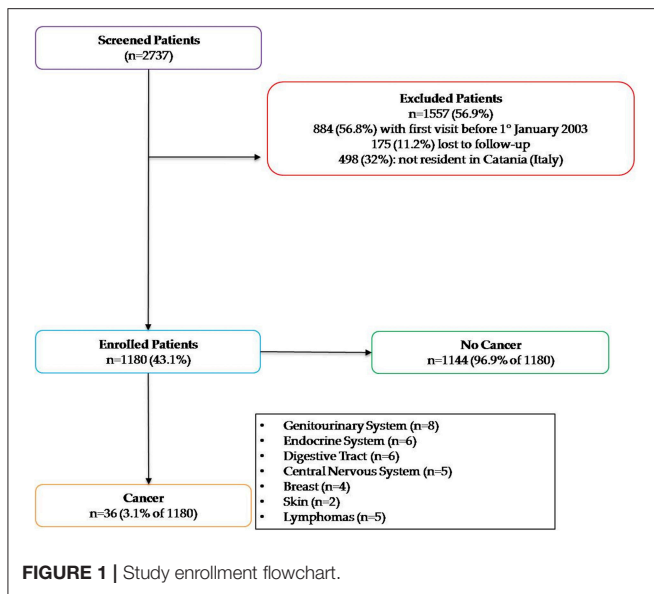 Screened Patients
(n=2737)
Excluded Patients
n=1557 (56.9%)
884 (56.8%) with first visit before 1° January 2003
175 (11.2%) lost to follow-up
498 (32%): not resident in Catania (Italy)
Enrolled Patients
n=1180 (43.1%)
No Cancer
n=1144 (96.9% of 1180)
• Genitourinary System (n=8)
• Endocrine System (n=6)
• Digestive Tract (n=6)
• Central Nervous System (n=5)
• Breast (n=4)
• Skin (n=2)
• Lymphomas (n=5)
Cancer
n=36 (3.1% of 1180)
FIGURE 1 | Study enrollment flowchart.